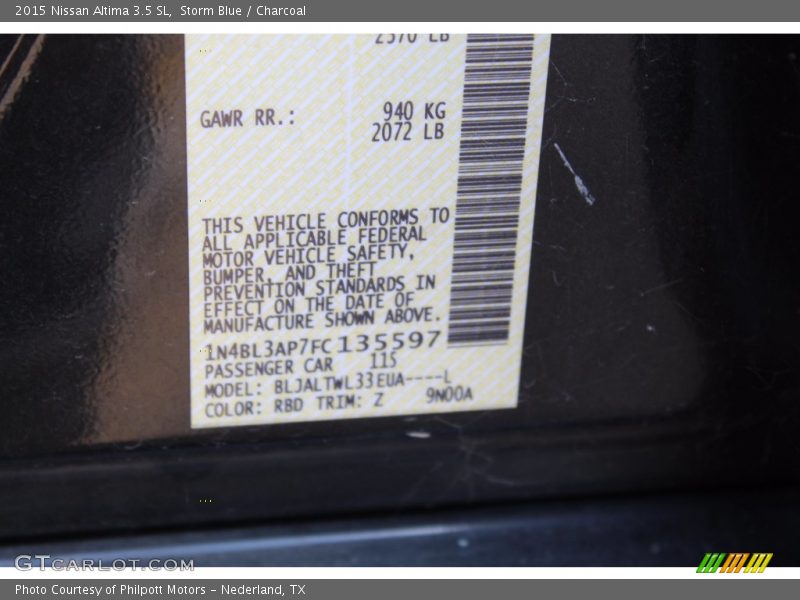 2015 Nissan Altima 3.5 SL, Storm Blue / Charcoal
GAWR RR.: 940 KG
2072 LB
THIS VEHICLE CONFORMS TO
ALL APPLICABLE FEDERAL
MOTOR VEHICLE SAFETY,
BUMPER, AND THEFT
PREVENTION STANDARDS IN
EFFECT ON THE DATE OF
MANUFACTURE SHOWN ABOVE.
1N4BL3AP7FC135597
PASSENGER CAR 115
MODEL: BLJALTWL33EUA----L
COLOR: RBD TRIM: Z 9N00A
GTCARLOT.COM
Photo Courtesy of Philpott Motors - Nederland, TX